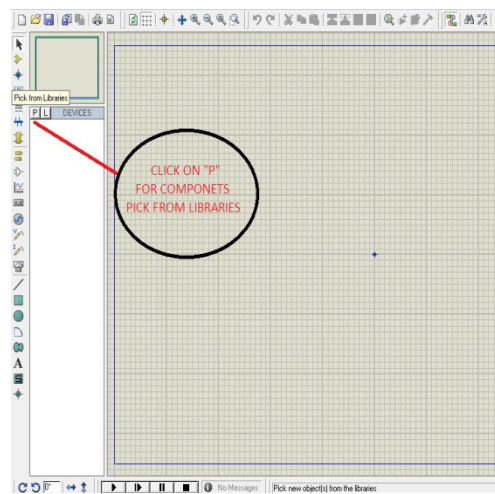 Pick from Libraries
P L DEVICES
CLICK ON "P"
FOR COMPONETS
PICK FROM LIBRARIES
A
S
0°
No Messages
Pick new object(s) from the libraries